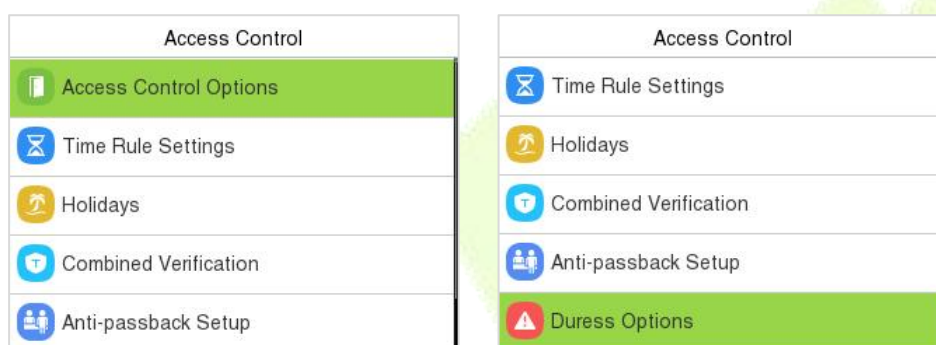 Access Control
Access Control Options
Time Rule Settings
Holidays
Combined Verification
Anti-passback Setup
Access Control
Time Rule Settings
Holidays
Combined Verification
Anti-passback Setup
Duress Options